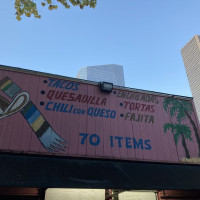 • TACOS
• QUESADILLA
• CHILI CON QUESO
• ENCHILADAS
• TORTAS
• FAJITA
70 ITEMS